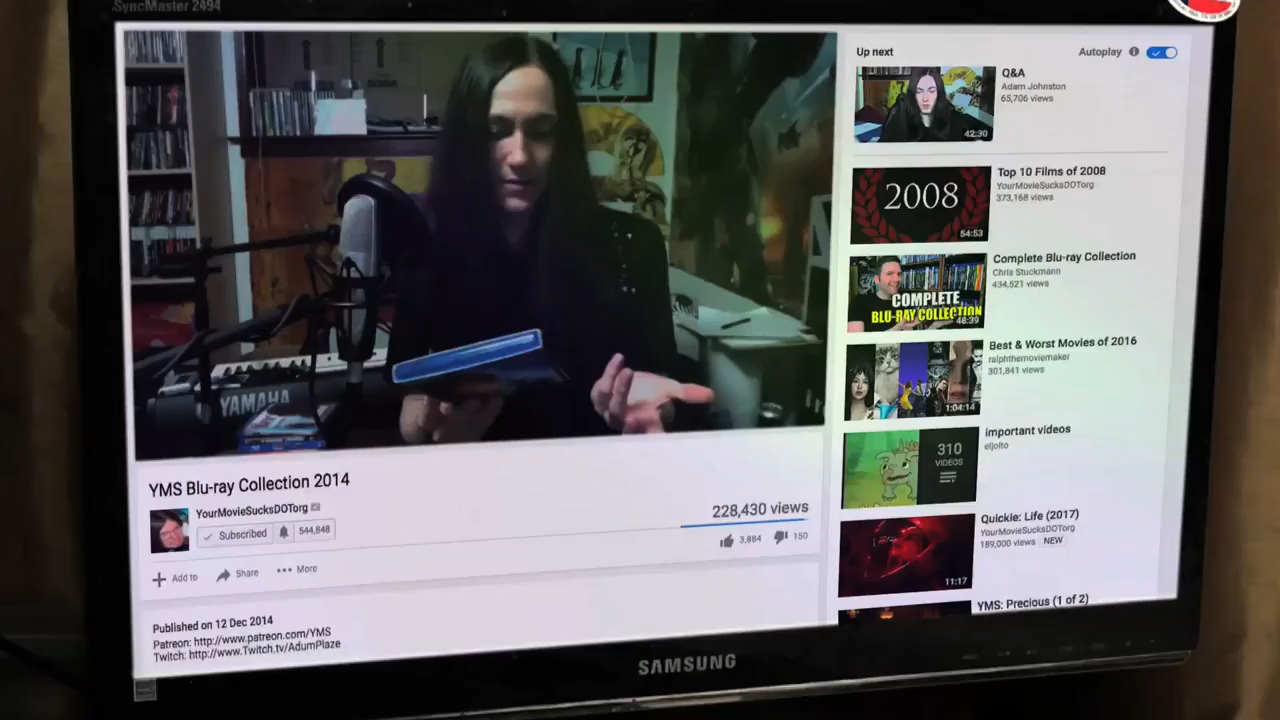 SyncMaster 2494
YAMAHA
YMS Blu-ray Collection 2014
YourMovieSucksDOTorg
Subscribed
544,848
228,430 views
3,884
150
Add to
Share
More
Published on 12 Dec 2014
Patreon: http://www.patreon.com/YMS
Twitch: http://www.Twitch.tv/AdumPlaze
Up next
Autoplay
Q&A
Adam Johnston
65,706 views
42:30
Top 10 Films of 2008
YourMovieSucksDOTorg
373,168 views
2008
54:53
Complete Blu-ray Collection
Chris Stuckmann
434,521 views
COMPLETE
BLU-RAY COLLECTION
48:39
Best & Worst Movies of 2016
ralphthemoviemaker
301,841 views
1:04:14
important videos
eljolto
310
VIDEOS
Quickie: Life (2017)
YourMovieSucksDOTorg
189,000 views NEW
11:17
YMS: Precious (1 of 2)
SAMSUNG